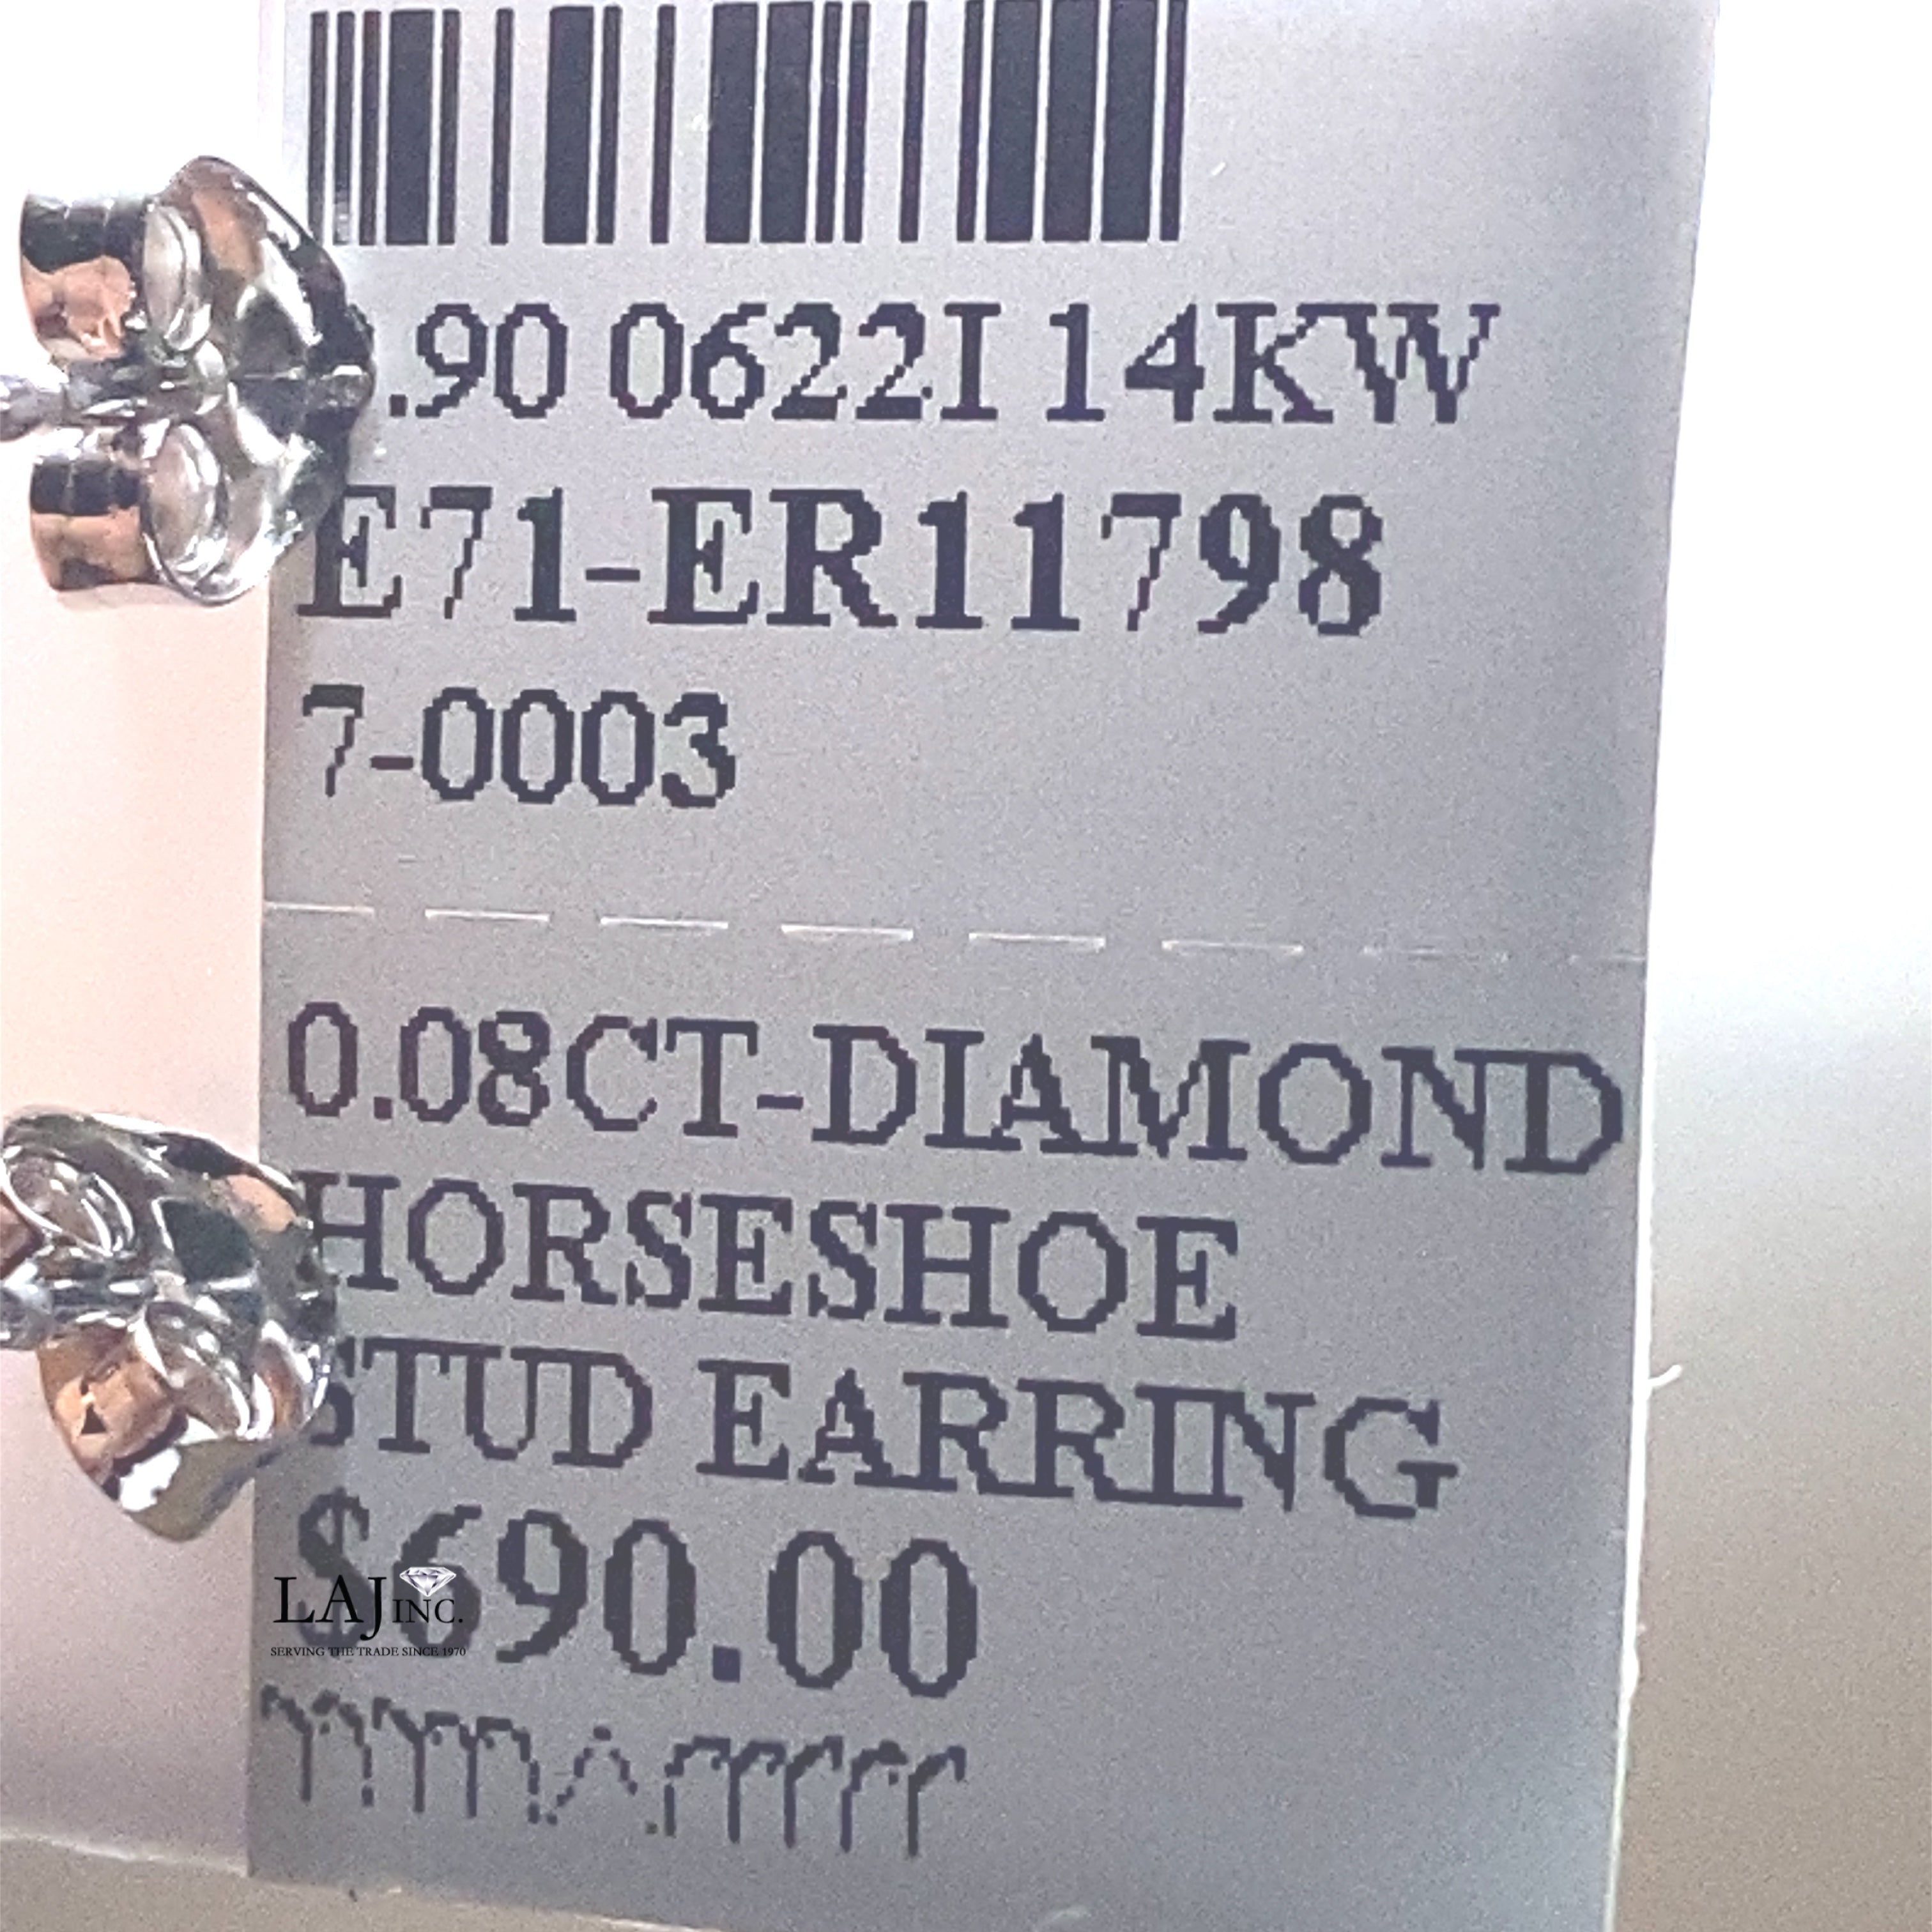 .90 0622I 14KW
E71-ER11798
7-0003
0.08CT-DIAMOND
HORSESHOE
STUD EARRING
$690.00
LAJ INC.
SERVING THE TRADE SINCE 1970